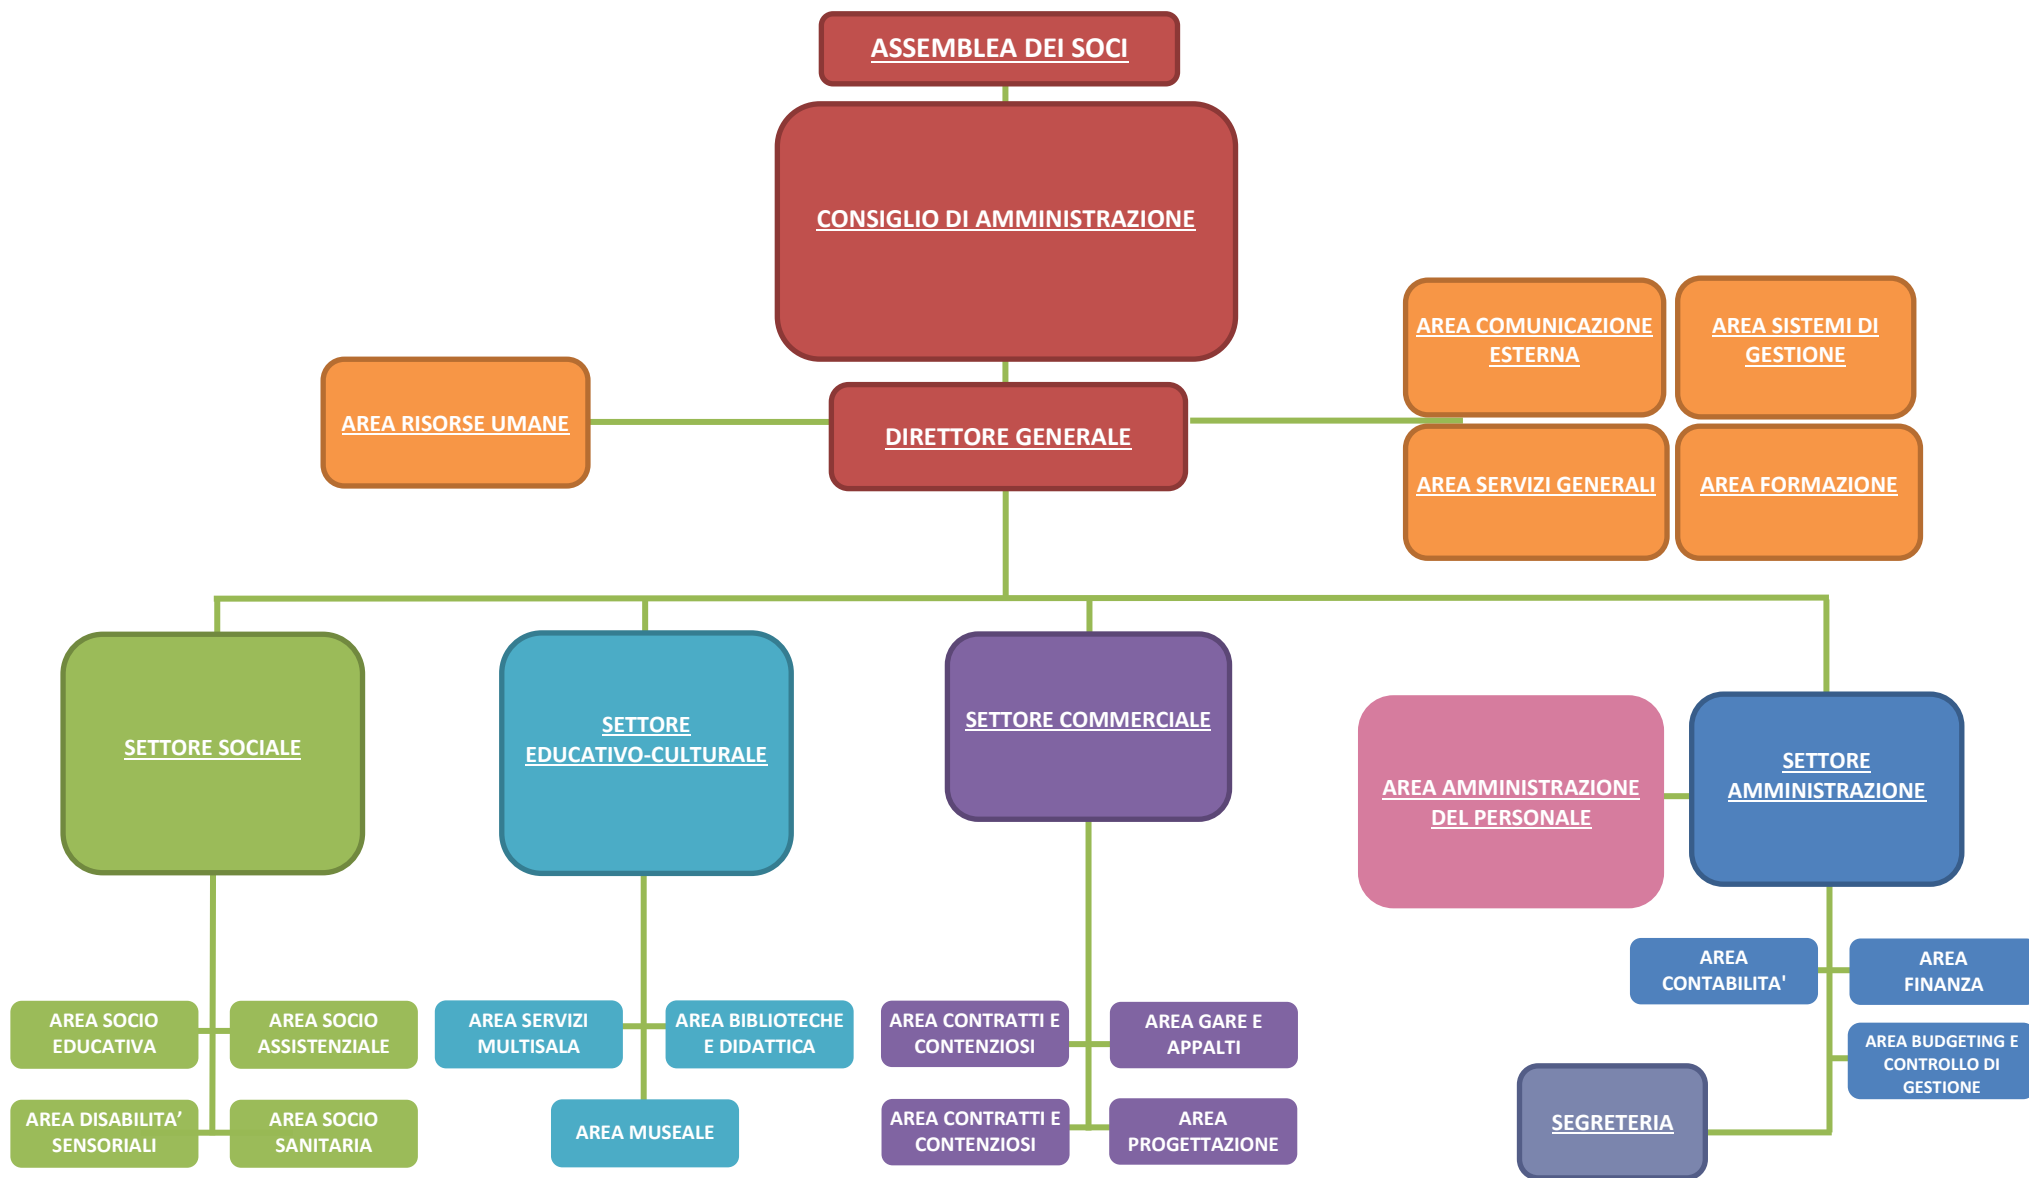 ASSEMBLEA DEI SOCI
CONSIGLIO DI AMMINISTRAZIONE
AREA COMUNICAZIONE
ESTERNA
AREA SISTEMI DI
GESTIONE
AREA RISORSE UMANE
DIRETTORE GENERALE
AREA SERVIZI GENERALI
AREA FORMAZIONE
SETTORE SOCIALE
SETTORE
EDUCATIVO-CULTURALE
SETTORE COMMERCIALE
AREA AMMINISTRAZIONE
DEL PERSONALE
SETTORE
AMMINISTRAZIONE
AREA
CONTABILITA'
AREA
FINANZA
AREA SOCIO
EDUCATIVA
AREA SOCIO
ASSISTENZIALE
AREA SERVIZI
MULTISALA
AREA BIBLIOTECHE
E DIDATTICA
AREA CONTRATTI E
CONTENZIOSI
AREA GARE E
APPALTI
AREA BUDGETING E
CONTROLLO DI
GESTIONE
AREA DISABILITA’
SENSORIALI
AREA SOCIO
SANITARIA
AREA MUSEALE
AREA CONTRATTI E
CONTENZIOSI
AREA
PROGETTAZIONE
SEGRETERIA